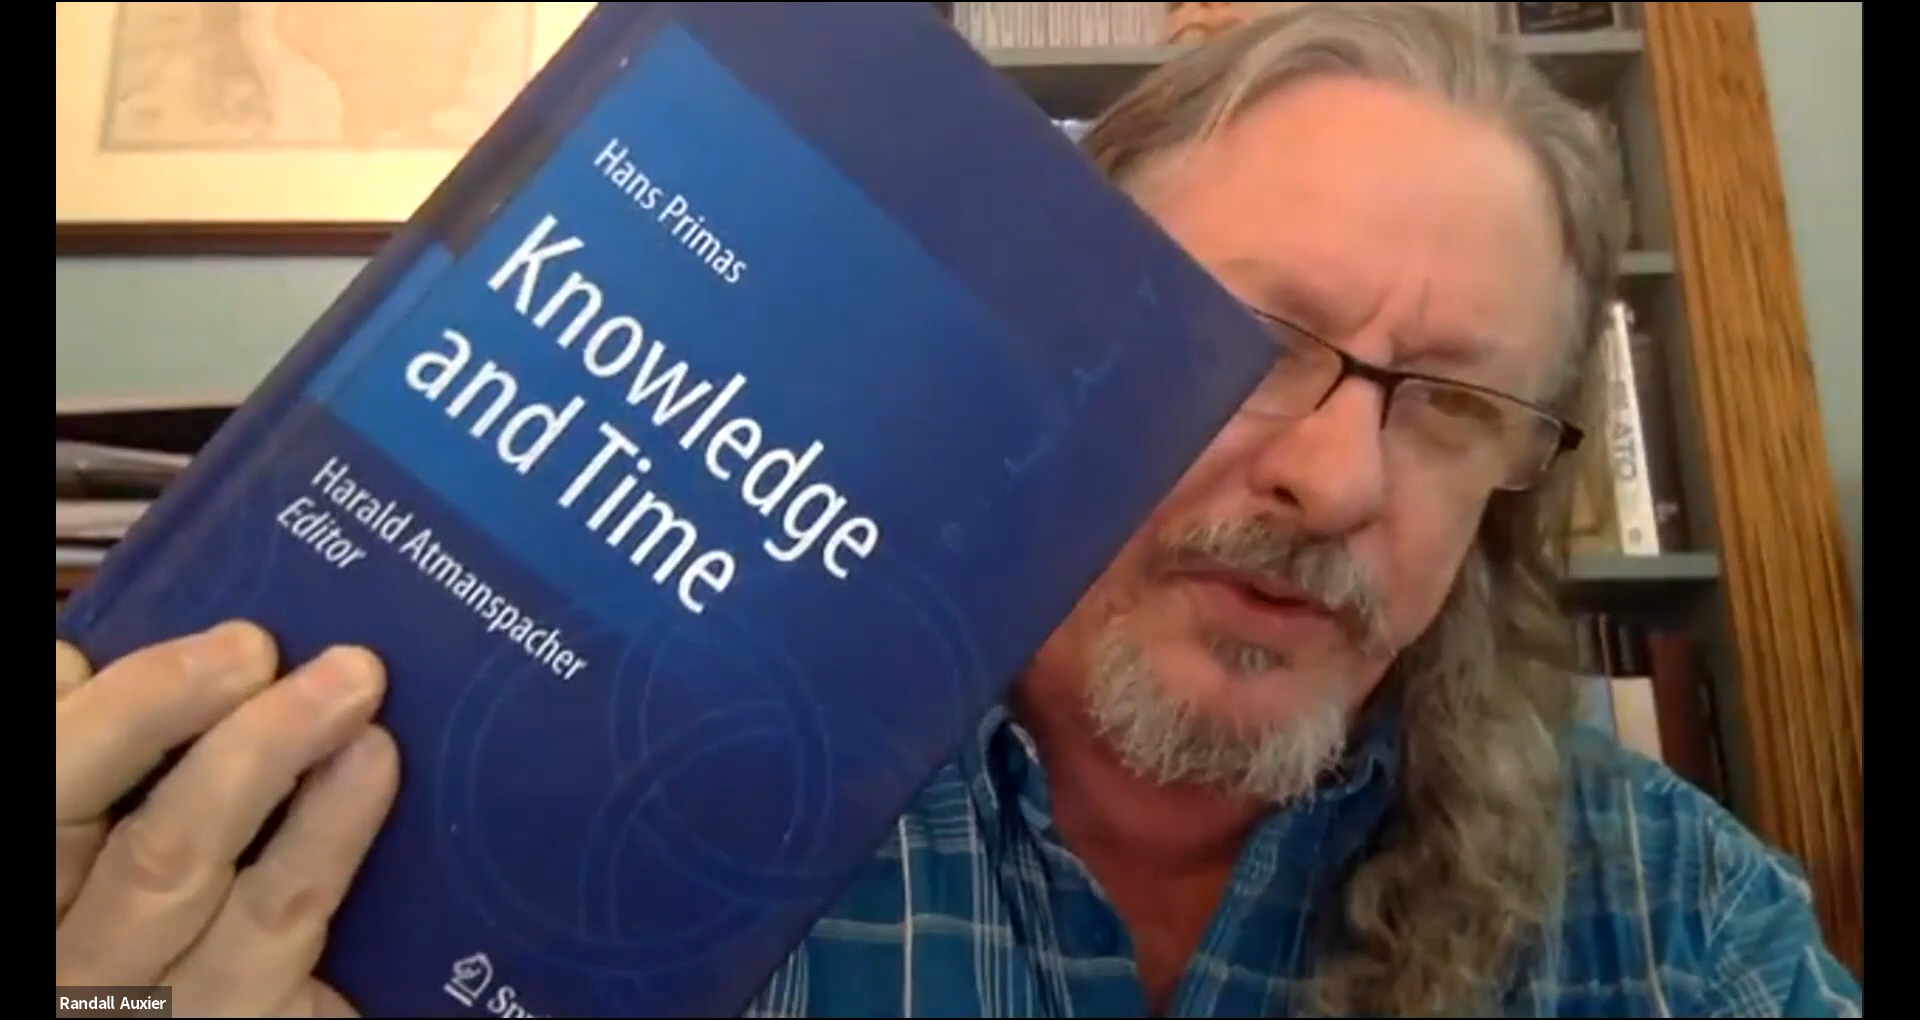 Hans Primas
Knowledge
and Time
Harald Atmanspacher
Editor
Randall Auxier